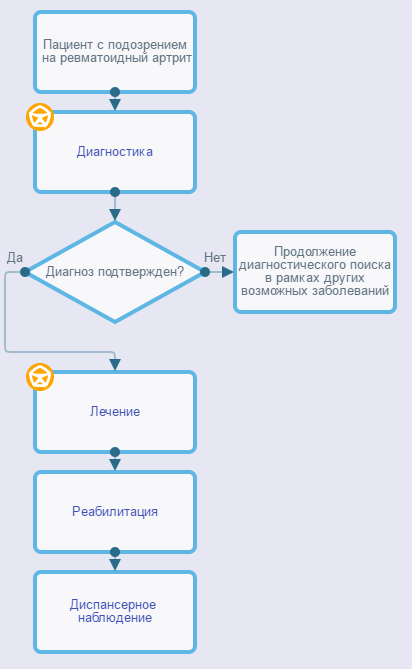 Пациент с подозрением
на ревматоидный артрит
Диагностика
Да
Диагноз подтвержден?
Нет
Продолжение
диагностического поиска
в рамках других
возможных заболеваний
Лечение
Реабилитация
Диспансерное
наблюдение